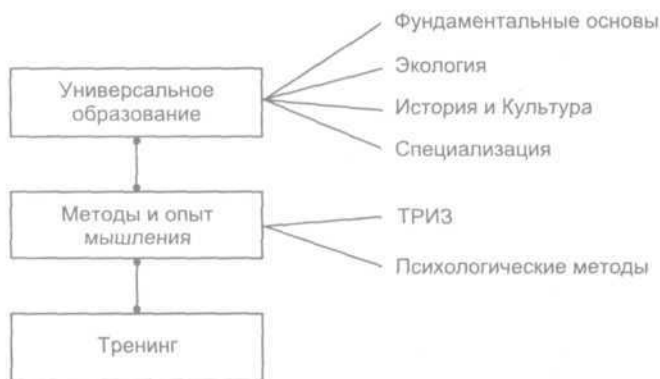 Фундаментальные основы
Универсальное
образование
Экология
История и Культура
Специализация
Методы и опыт
мышления
ТРИЗ
Психологические методы
Тренинг